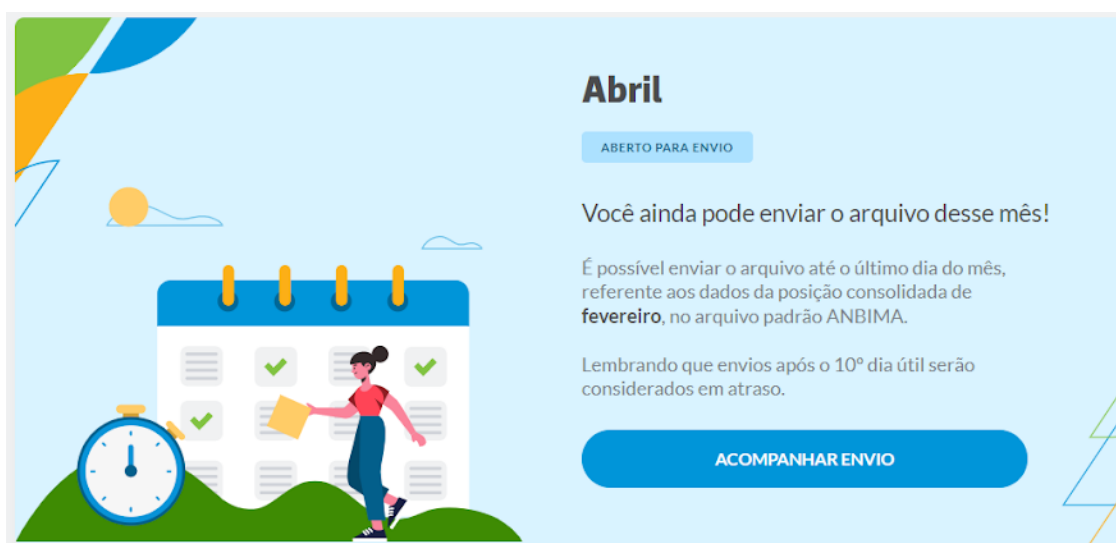 Abril
ABERTO PARA ENVIO
Você ainda pode enviar o arquivo desse mês!
É possível enviar o arquivo até o último dia do mês,
referente aos dados da posição consolidada de
fevereiro, no arquivo padrão ANBIMA.
Lembrando que envios após o 10º dia útil serão
considerados em atraso.
ACOMPANHAR ENVIO